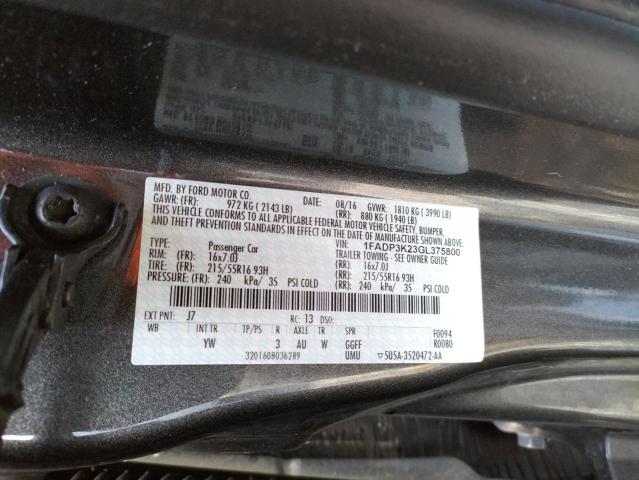 MFD. BY FORD MOTOR CO.
DATE: 08/16 GVWR: 1810 KG ( 3990 LB)
GAWR: (FR): 972 KG ( 2143 LB) (RR): 880 KG ( 1940 LB)
THIS VEHICLE CONFORMS TO ALL APPLICABLE FEDERAL MOTOR VEHICLE SAFETY, BUMPER,
AND THEFT PREVENTION STANDARDS IN EFFECT ON THE DATE OF MANUFACTURE SHOWN ABOVE.
VIN: 1FADP3K23GL375800
TYPE: Passenger Car TRAILER TOWING - SEE OWNER GUIDE
RIM: (FR): 16x7.0J (RR): 16x7.0J
TIRE: (FR): 215/55R16 93H (RR): 215/55R16 93H
PRESSURE: (FR): 240 kPa/ 35 PSI COLD (RR): 240 kPa/ 35 PSI COLD
EXT PNT: J7 RC: 13 DSO:
WB INT TR TP/PS R AXLE TR SPR F0094
YW 3 AU W GGFF R0080
3201608036289 UMU 5U5A-3520472-AA